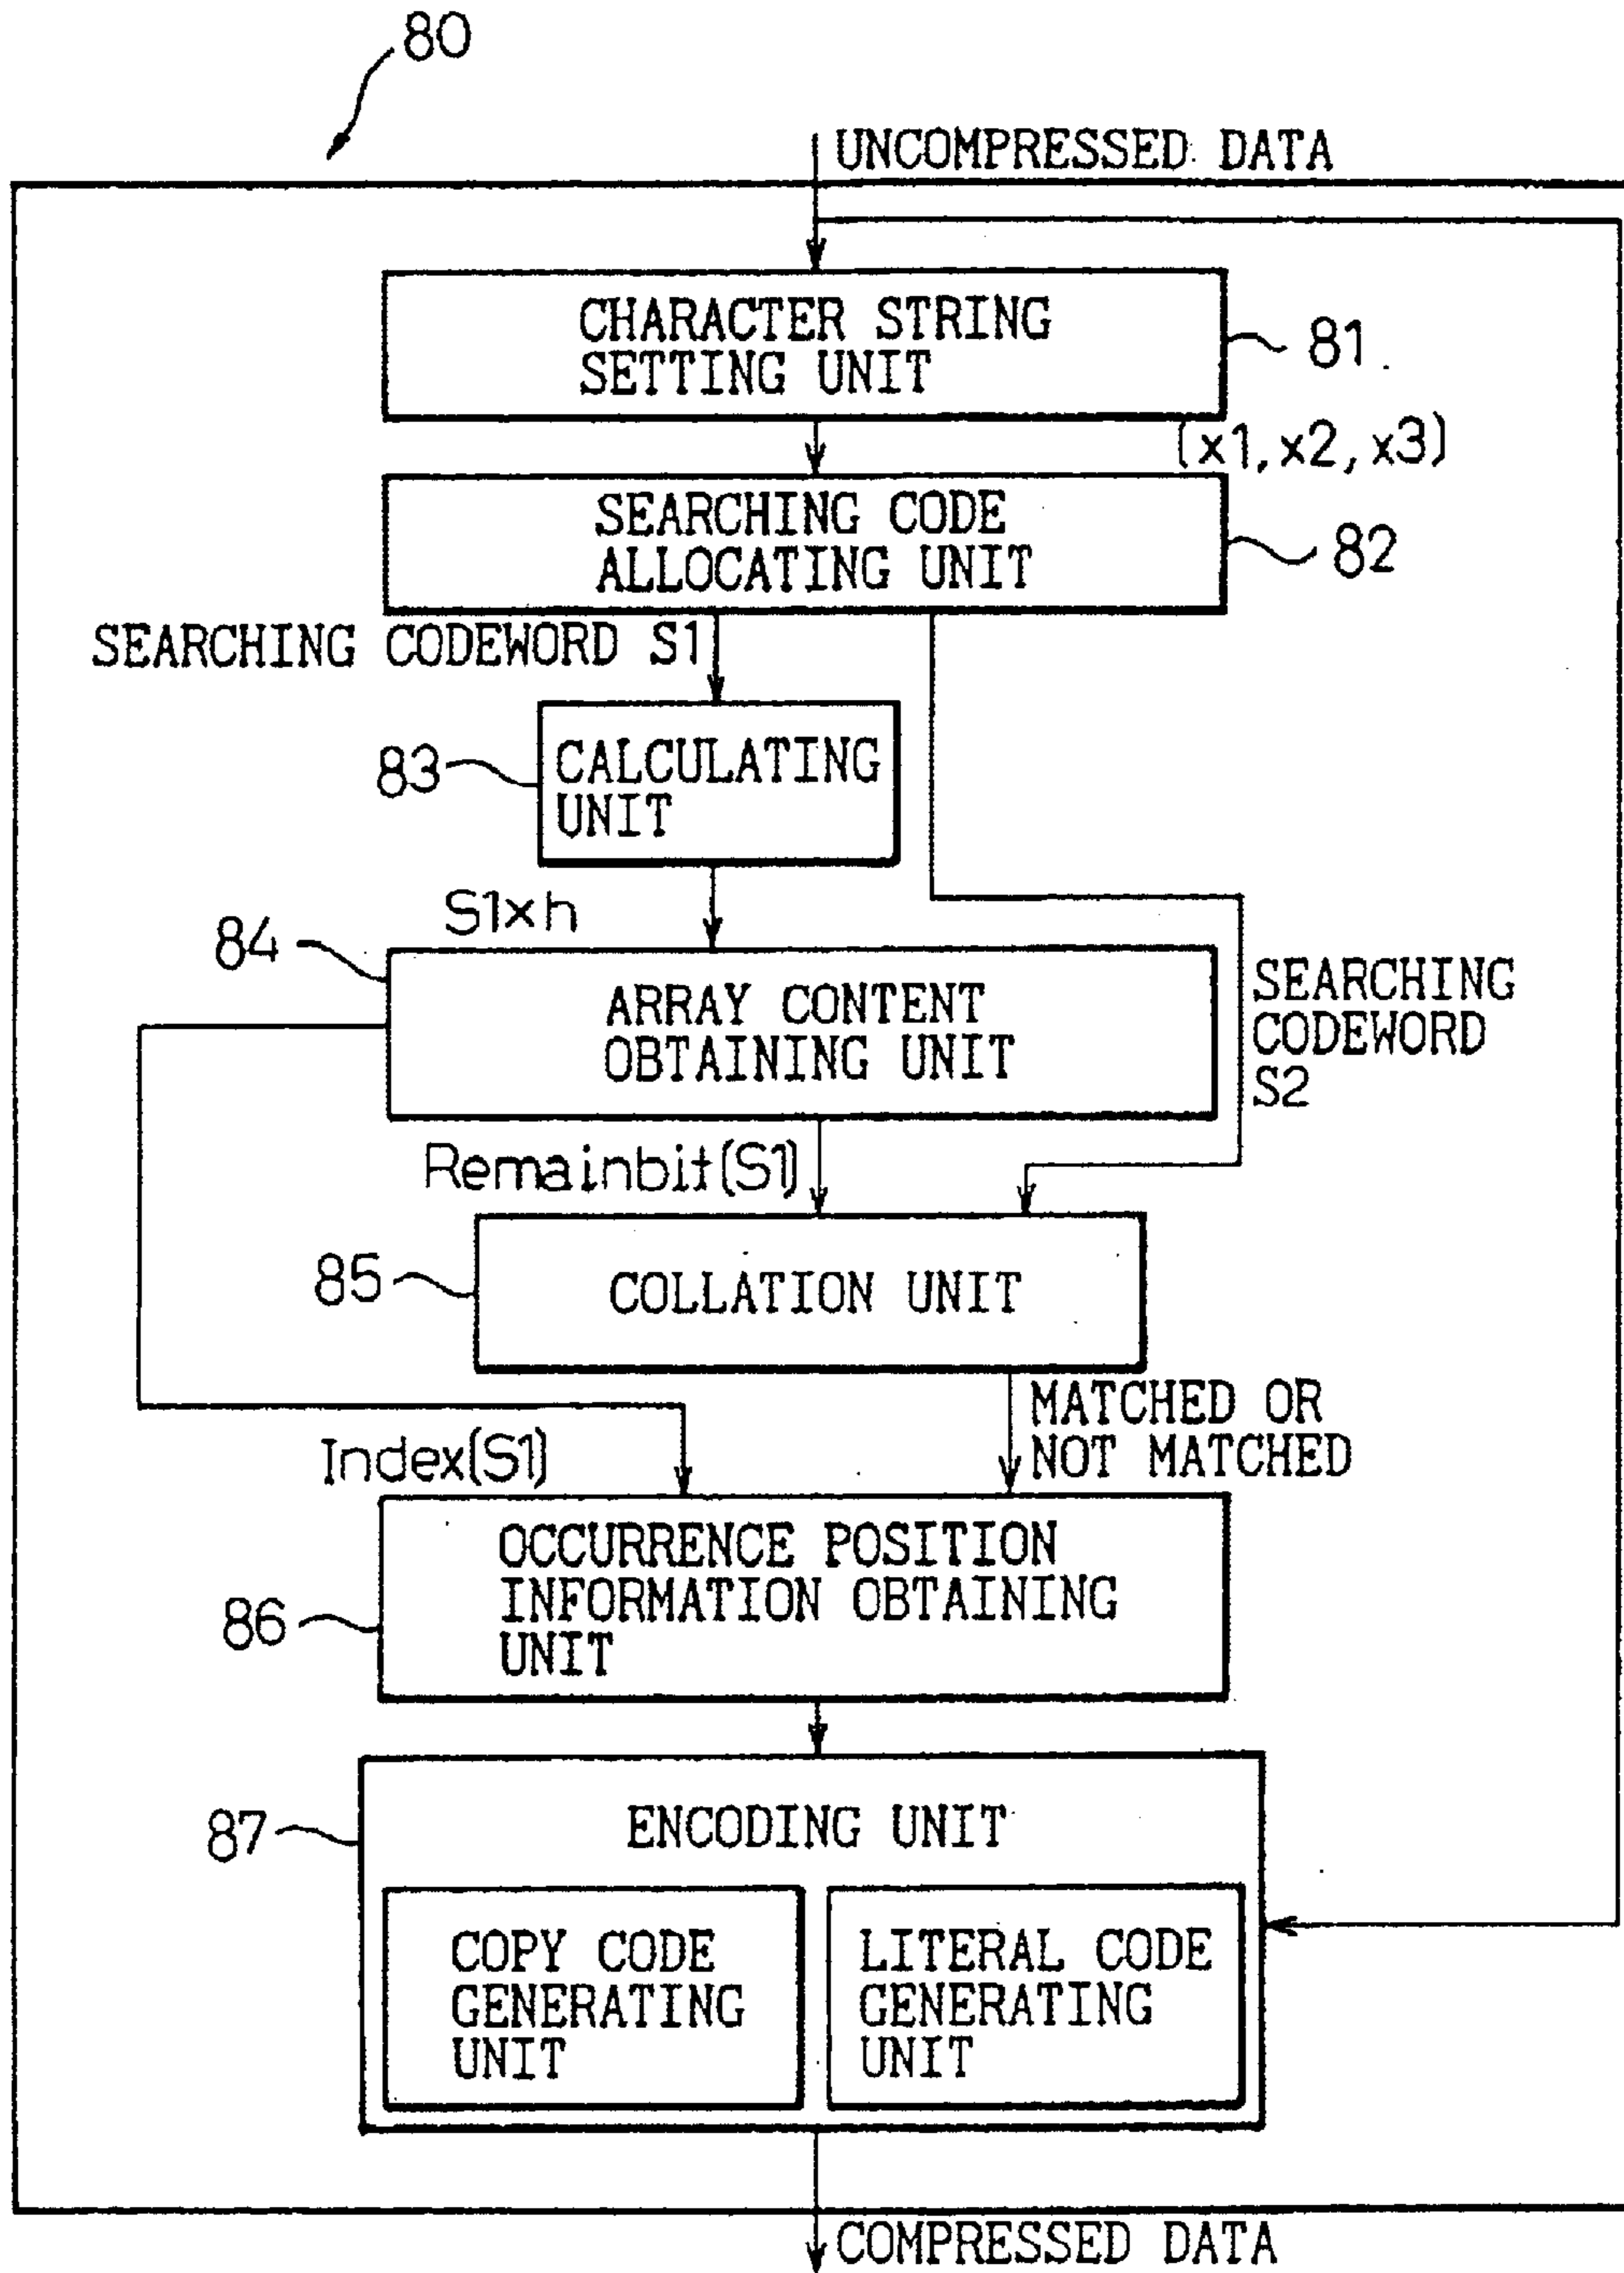 80
UNCOMPRESSED DATA
CHARACTER STRING
SETTING UNIT
81
(x1, x2, x3)
SEARCHING CODE
ALLOCATING UNIT
82
SEARCHING CODEWORD S1
83
CALCULATING
UNIT
S1×h
84
ARRAY CONTENT
OBTAINING UNIT
SEARCHING
CODEWORD
S2
Remainbit(S1)
85
COLLATION UNIT
MATCHED OR
NOT MATCHED
Index(S1)
OCCURRENCE POSITION
INFORMATION OBTAINING
UNIT
86
87
ENCODING UNIT
COPY CODE
GENERATING
UNIT
LITERAL CODE
GENERATING
UNIT
COMPRESSED DATA